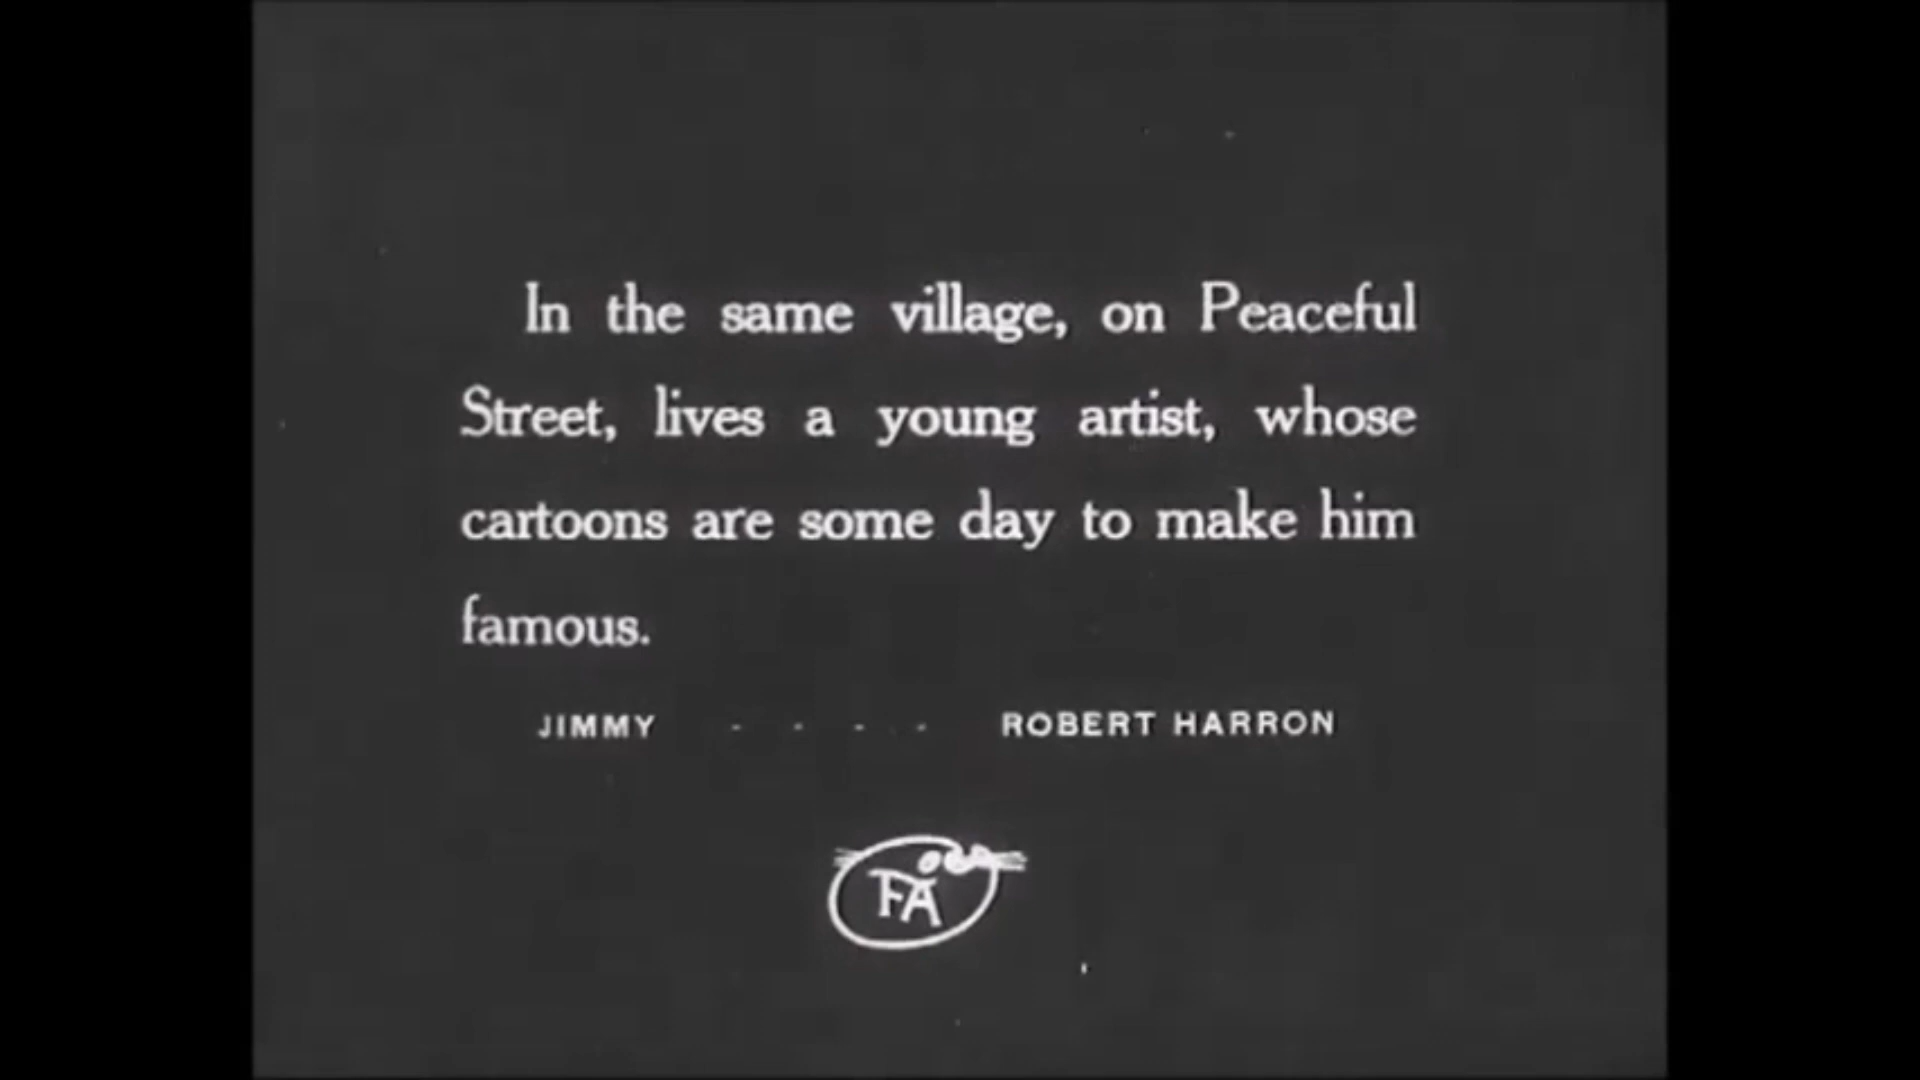 In the same village, on Peaceful
Street, lives a young artist, whose
cartoons are some day to make him
famous.
JIMMY - - - - ROBERT HARRON
FA